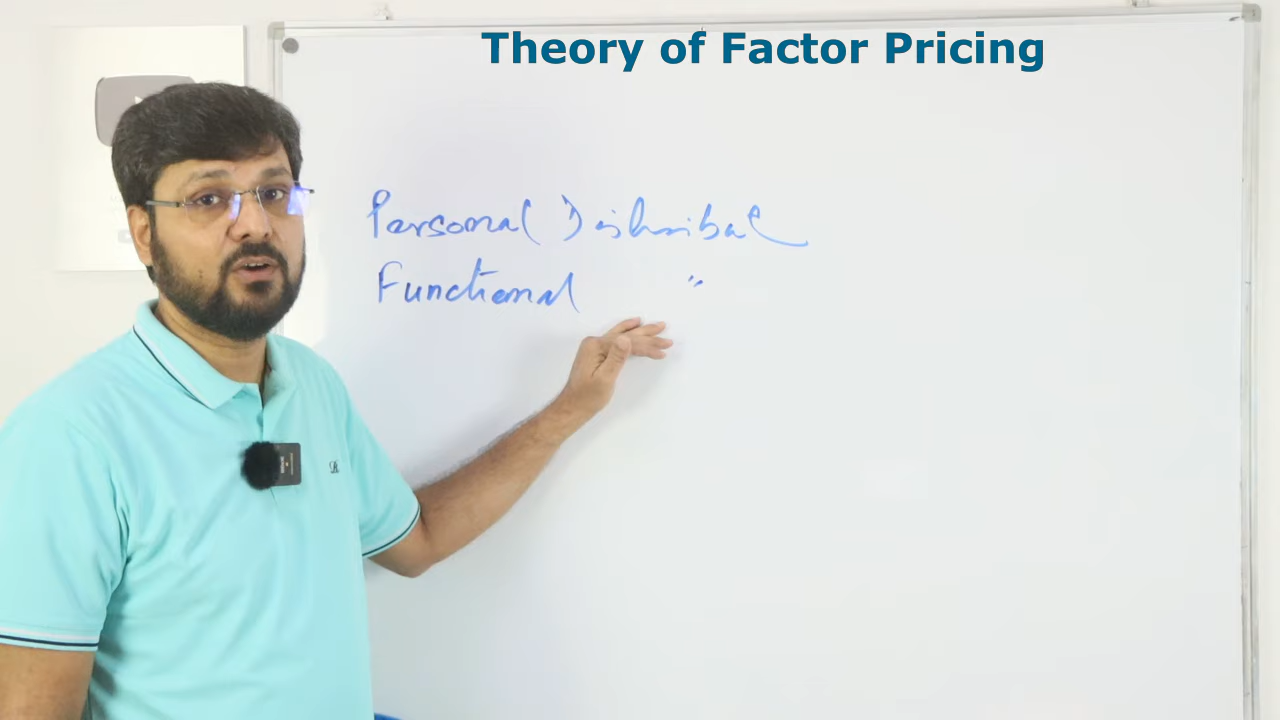 Theory of Factor Pricing
Personal Distribution
Functional "